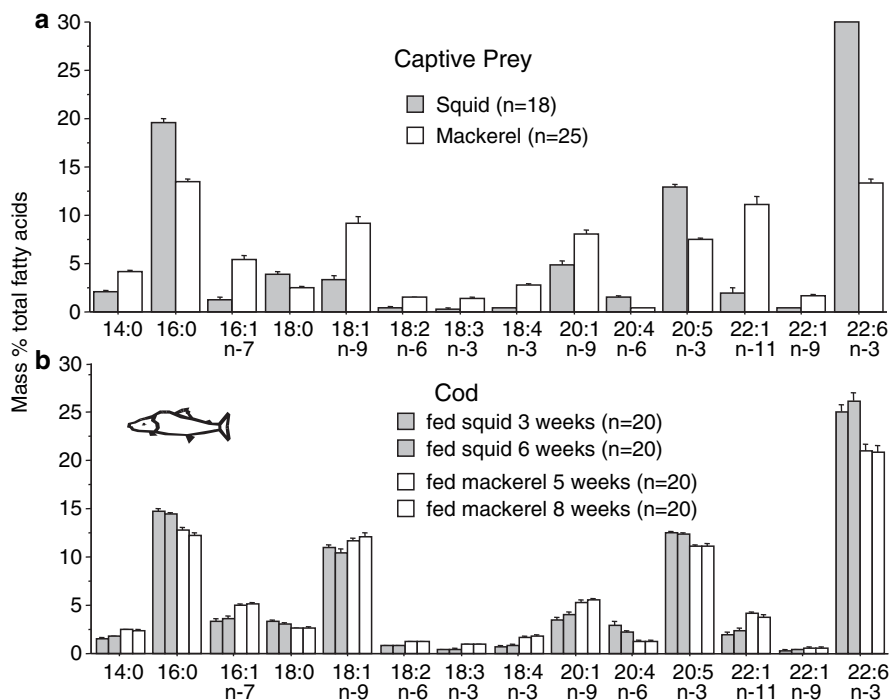 a
30
25
20
15
10
5
0
Captive Prey
Squid (n=18)
Mackerel (n=25)
14:0 16:0 16:1 18:0 18:1 18:2 18:3 18:4 20:1 20:4 20:5 22:1 22:1 22:6
n-7 n-9 n-6 n-3 n-3 n-9 n-6 n-3 n-11 n-9 n-3
Mass % total fatty acids
b
30
25
20
15
10
5
0
Cod
fed squid 3 weeks (n=20)
fed squid 6 weeks (n=20)
fed mackerel 5 weeks (n=20)
fed mackerel 8 weeks (n=20)
14:0 16:0 16:1 18:0 18:1 18:2 18:3 18:4 20:1 20:4 20:5 22:1 22:1 22:6
n-7 n-9 n-6 n-3 n-3 n-9 n-6 n-3 n-11 n-9 n-3